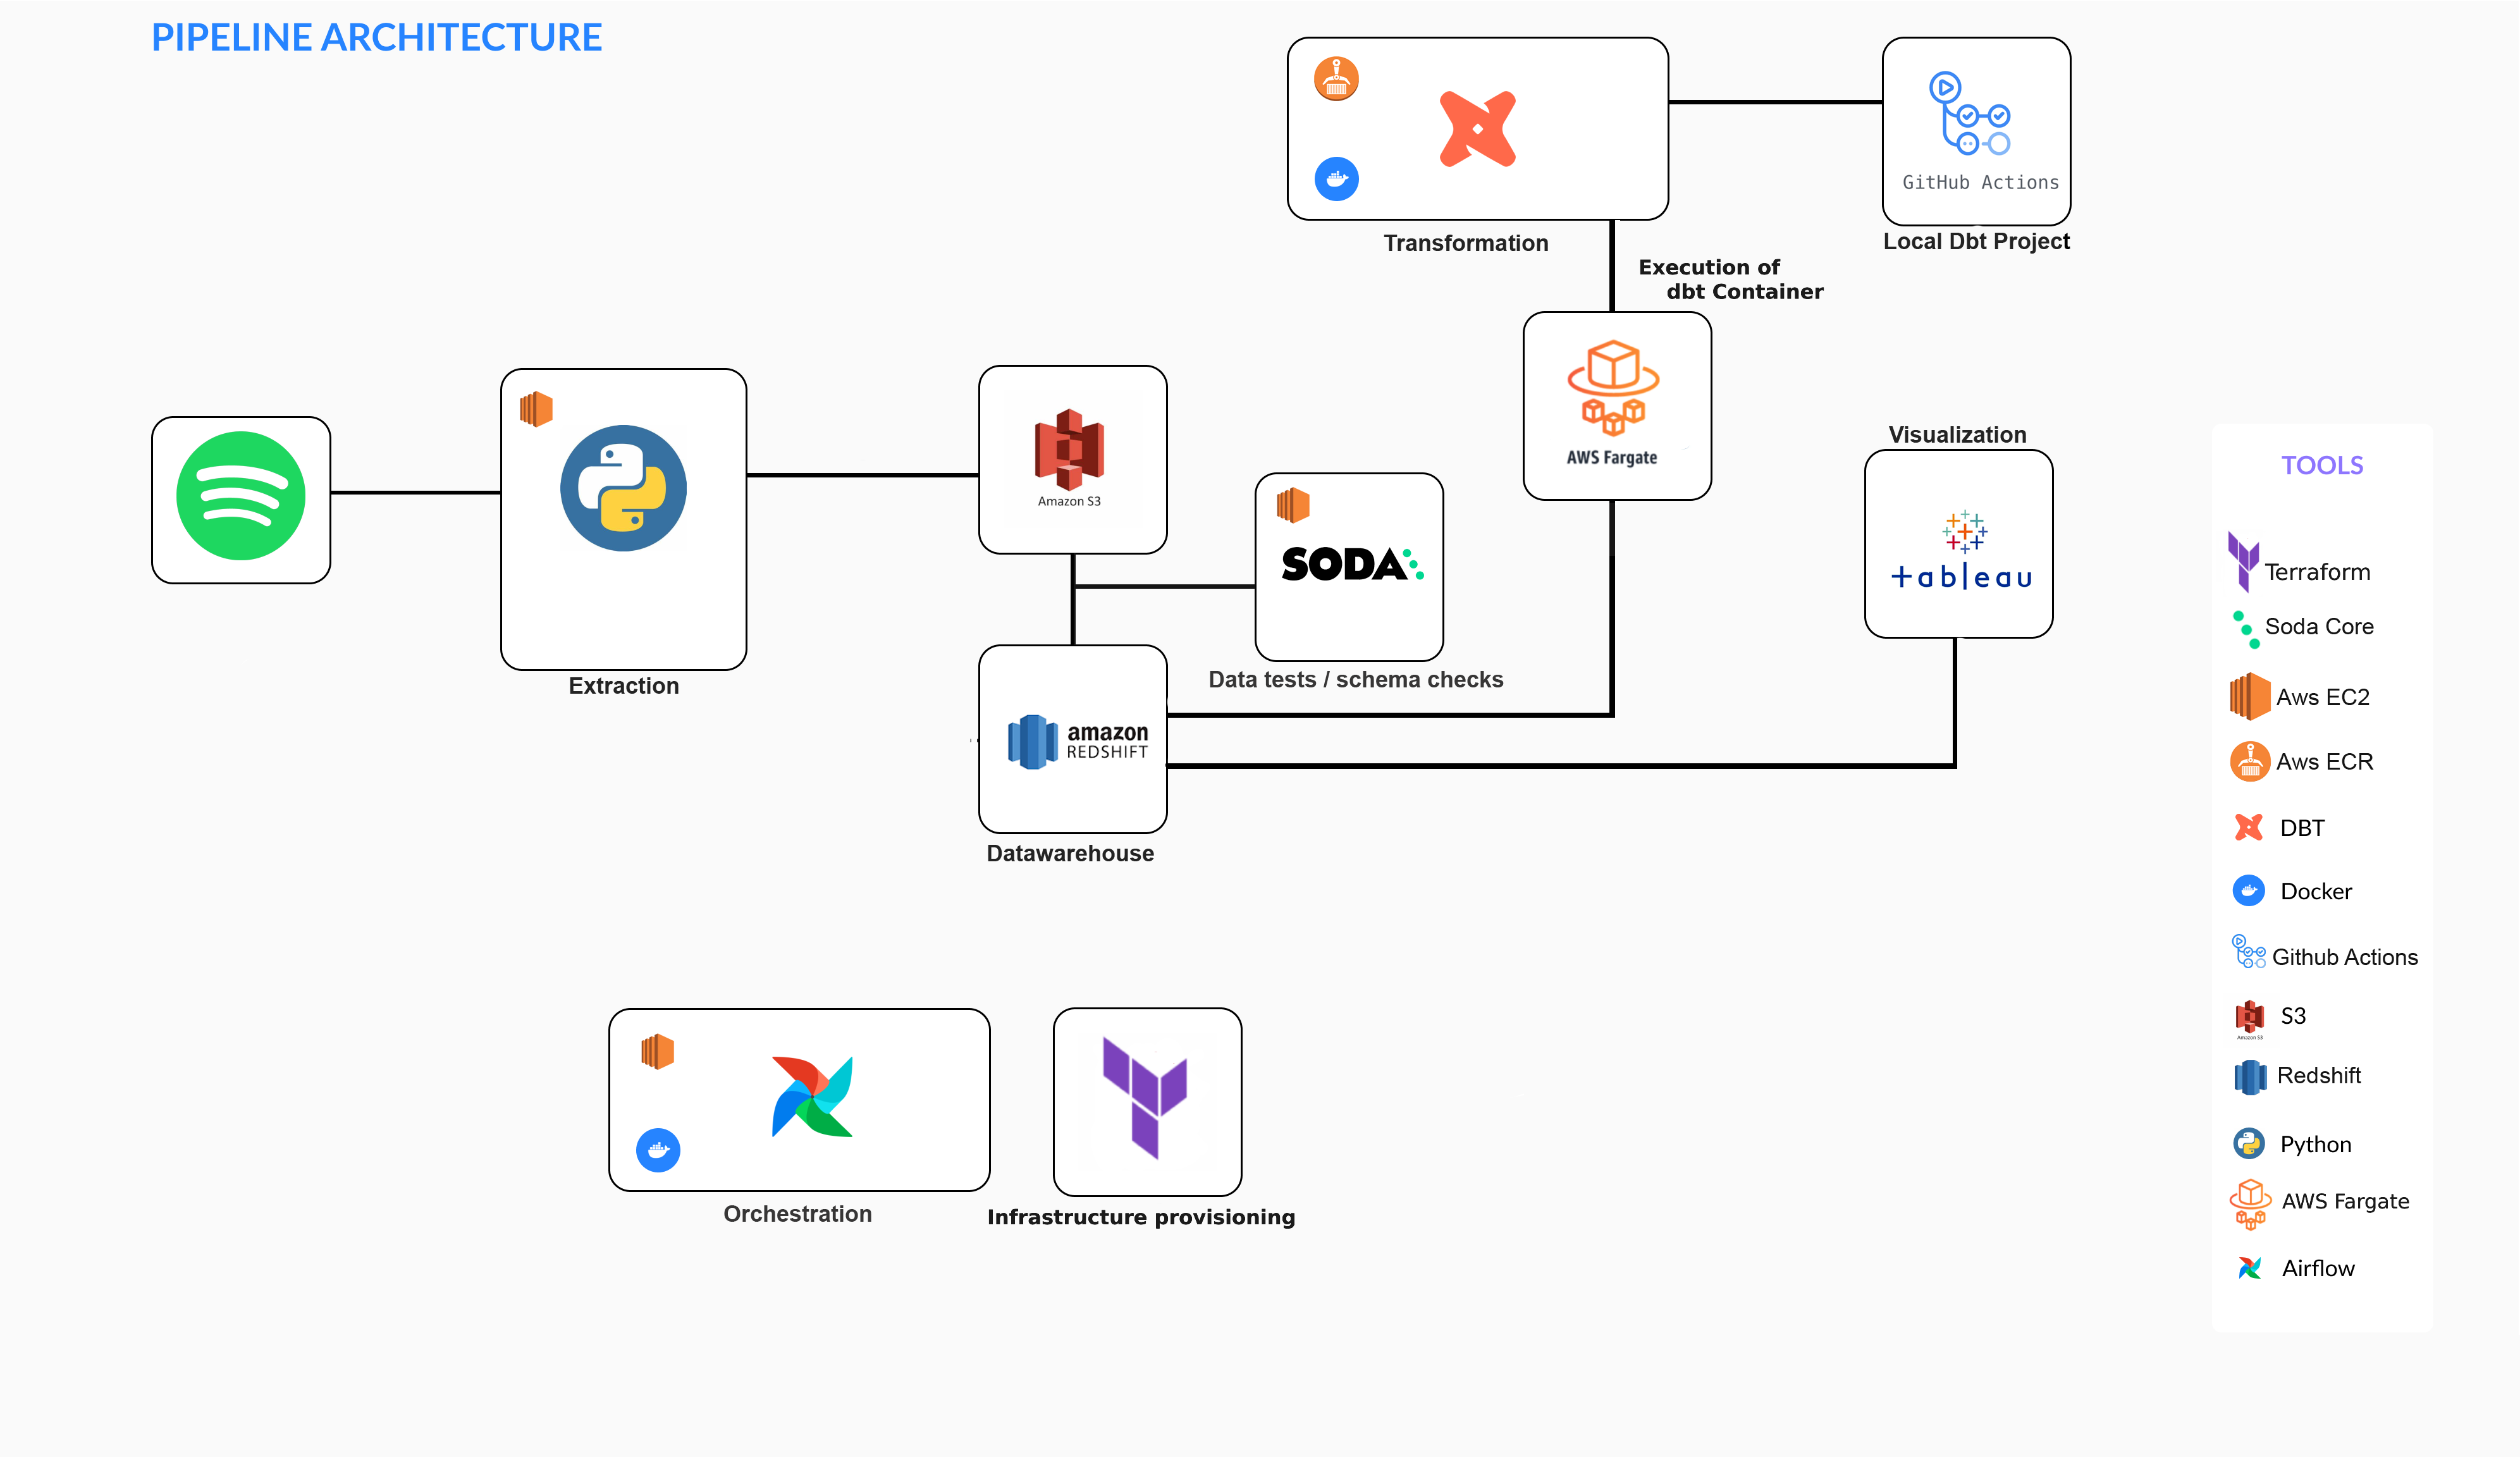 PIPELINE ARCHITECTURE
GitHub Actions
Transformation
Local Dbt Project
Execution of
dbt Container
AWS Fargate
Amazon S3
Visualization
+ableau
SODA
Extraction
Data tests / schema checks
amazon
REDSHIFT
Datawarehouse
Orchestration
Infrastructure provisioning
TOOLS
Terraform
Soda Core
Aws EC2
Aws ECR
DBT
Docker
Github Actions
S3
Amazon S3
Redshift
Python
AWS Fargate
Airflow